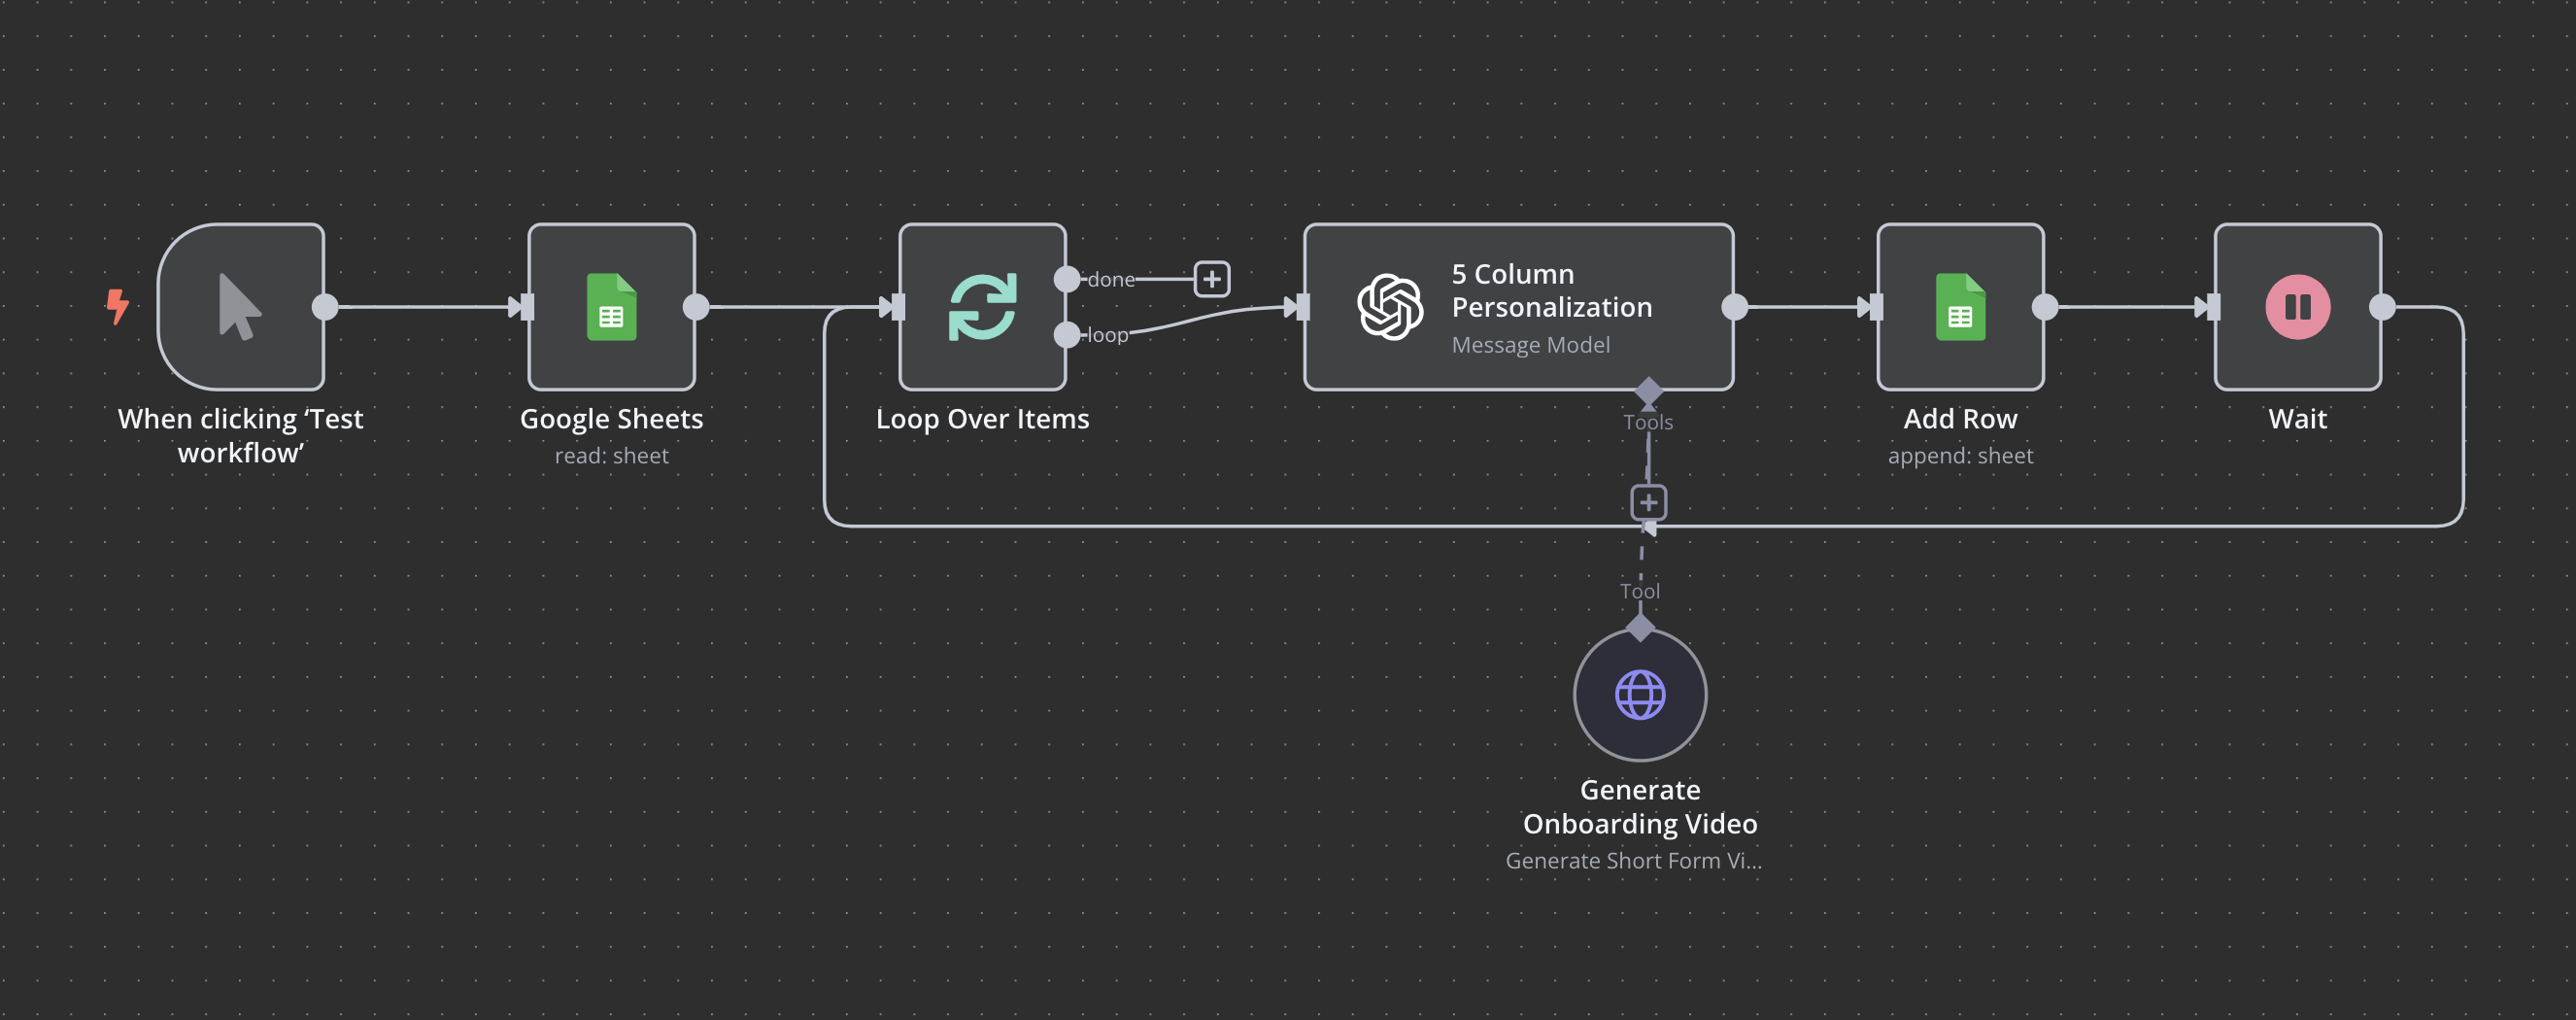 done
loop
5 Column
Personalization
Message Model
When clicking ‘Test
workflow’
Google Sheets
read: sheet
Loop Over Items
Tools
Add Row
append: sheet
Wait
Tool
Generate
Onboarding Video
Generate Short Form Vi...